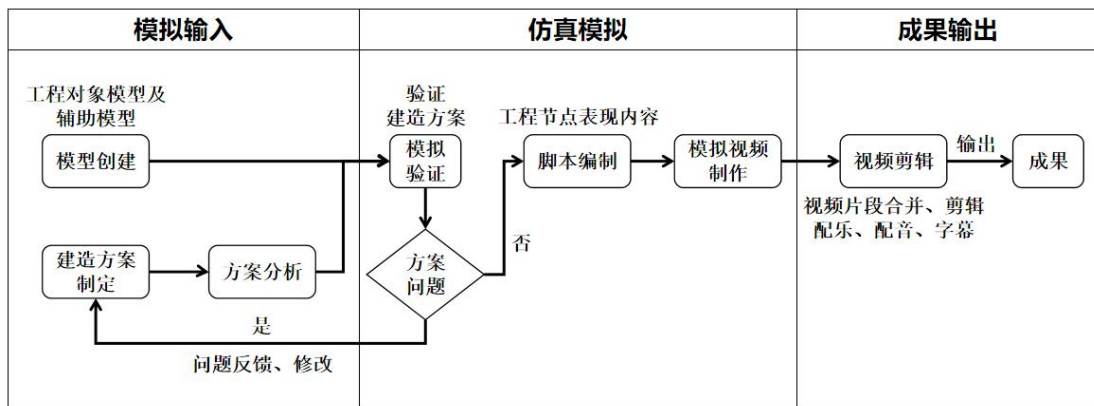 模拟输入
仿真模拟
成果输出
工程对象模型及
辅助模型
模型创建
建造方案
制定
方案分析
是
问题反馈、修改
验证
建造方案
模拟
验证
方案
问题
否
工程节点表现内容
脚本编制
模拟视频
制作
视频剪辑
输出
成果
视频片段合并、剪辑
配乐、配音、字幕